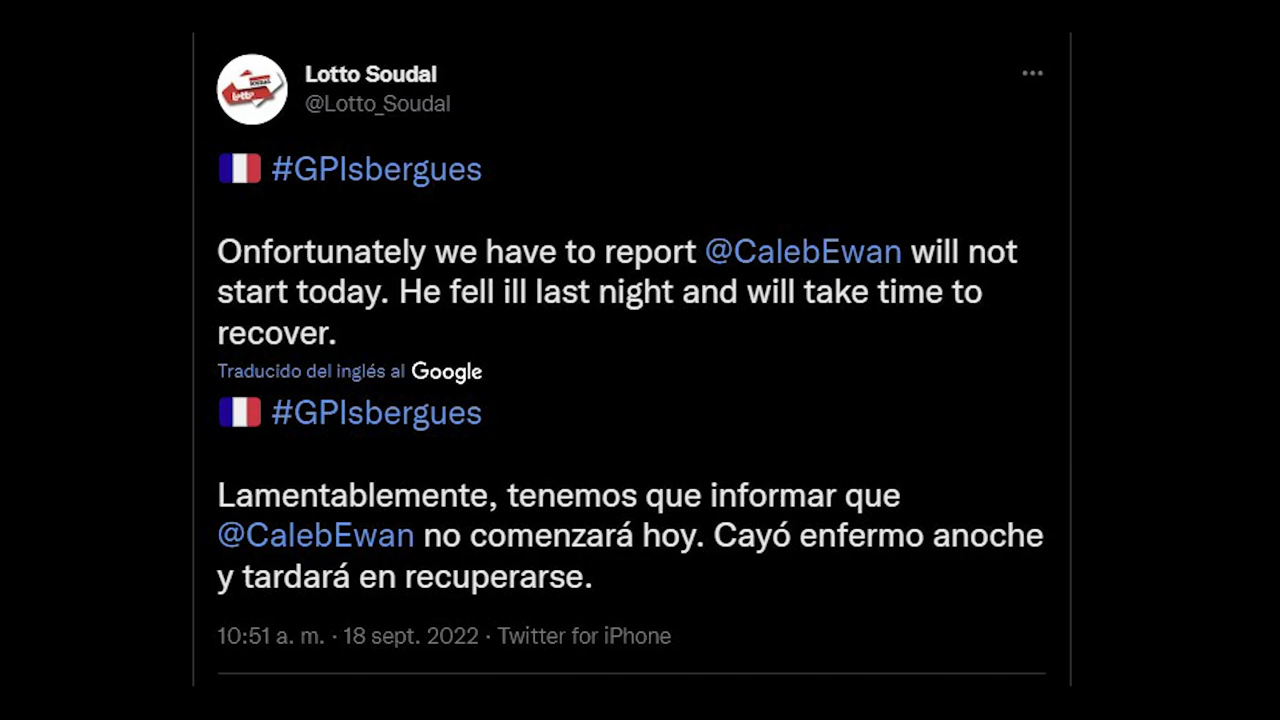 Lotto Soudal
@Lotto_Soudal
#GPIsbergues
Onfortunately we have to report @CalebEwan will not
start today. He fell ill last night and will take time to
recover.
Traducido del inglés al Google
#GPIsbergues
Lamentablemente, tenemos que informar que
@CalebEwan no comenzará hoy. Cayó enfermo anoche
y tardará en recuperarse.
10:51 a. m. · 18 sept. 2022 · Twitter for iPhone